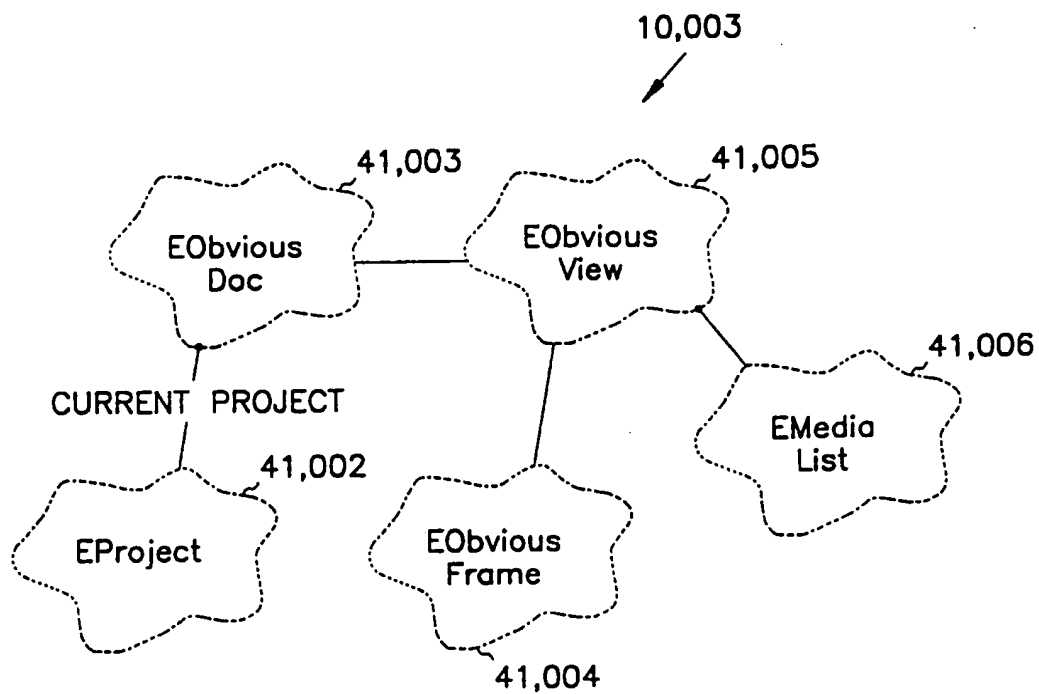 10,003
41,003
41,005
EObvious
Doc
EObvious
View
41,006
CURRENT PROJECT
EMedia
List
41,002
EProject
EObvious
Frame
41,004